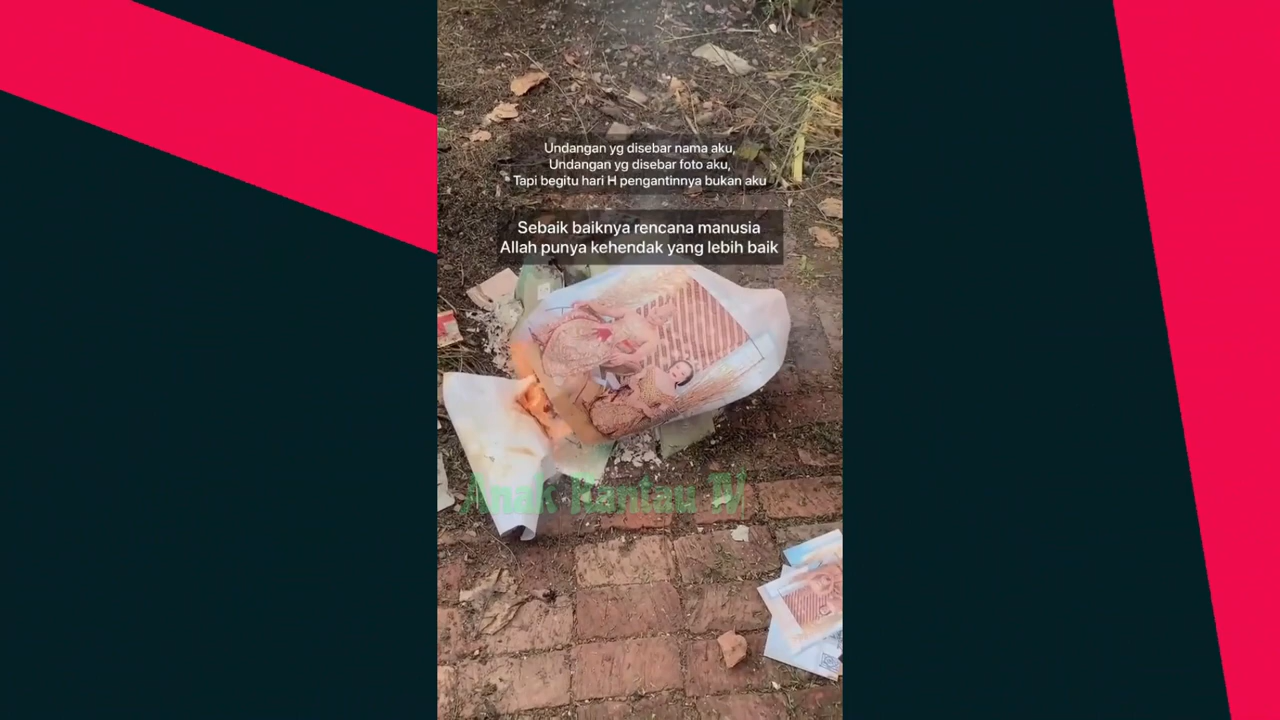 Undangan yg disebar nama aku,
Undangan yg disebar foto aku,
Tapi begitu hari H pengantinnya bukan aku
Sebaik baiknya rencana manusia
Allah punya kehendak yang lebih baik
Anak Rantau TV